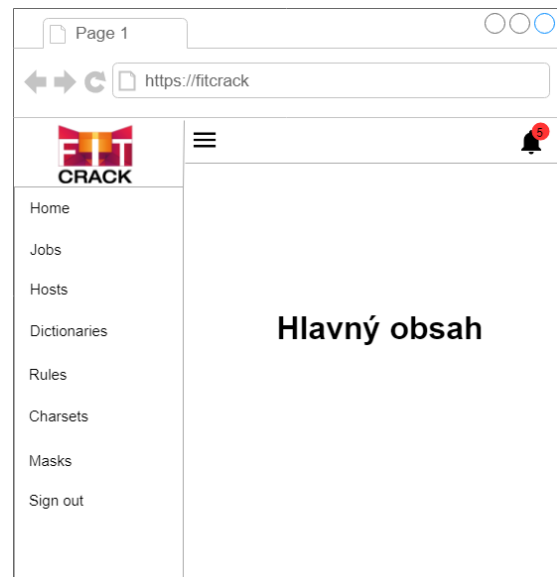 Page 1
https://fitcrack
FIT
CRACK
5
Home
Jobs
Hosts
Dictionaries
Rules
Charsets
Masks
Sign out
Hlavný obsah